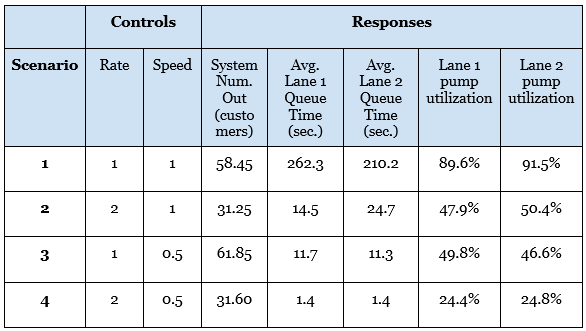 Controls Responses
Scenario Rate Speed System Num. Out (custo mers) Avg. Lane 1 Queue Time (sec.) Avg. Lane 2 Queue Time (sec.) Lane 1 pump utilization Lane 2 pump utilization
1 1 1 58.45 262.3 210.2 89.6% 91.5%
2 2 1 31.25 14.5 24.7 47.9% 50.4%
3 1 0.5 61.85 11.7 11.3 49.8% 46.6%
4 2 0.5 31.60 1.4 1.4 24.4% 24.8%